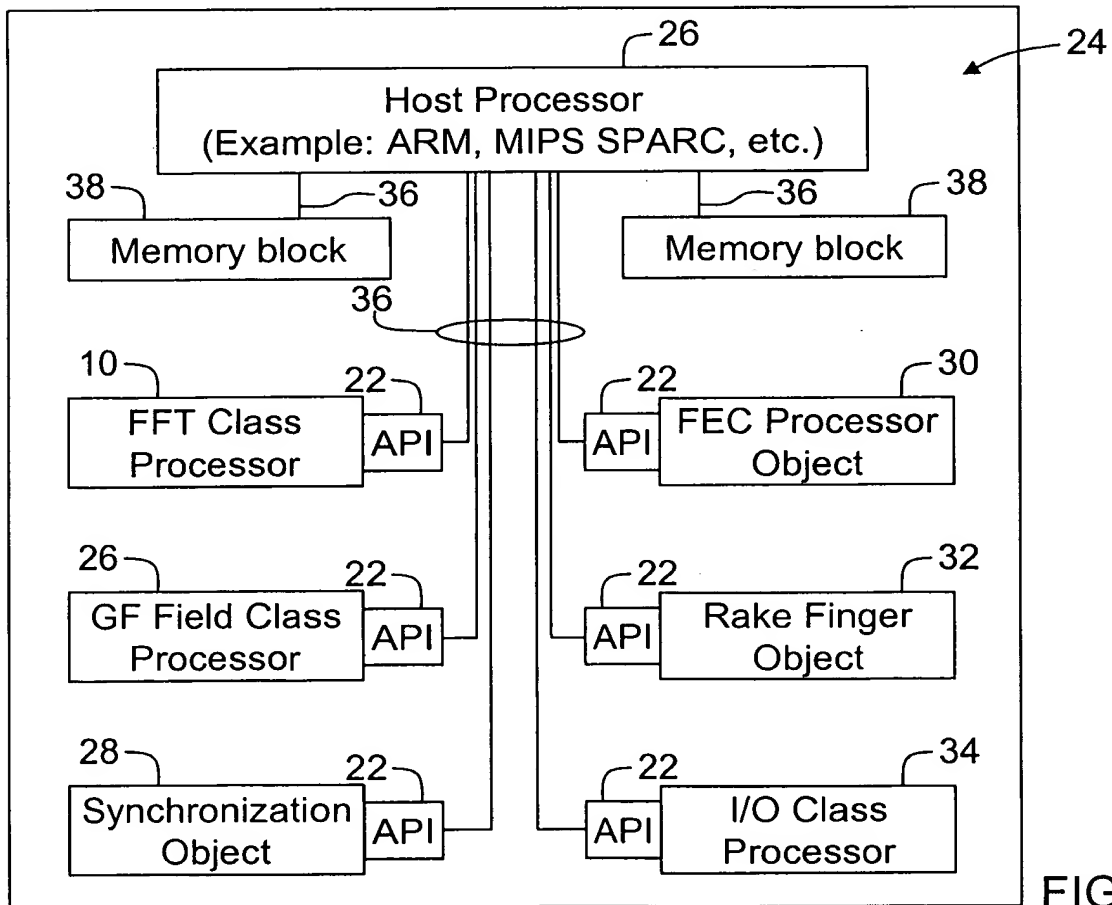 26
24
Host Processor
(Example: ARM, MIPS SPARC, etc.)
38
36
36
38
Memory block
Memory block
36
10
22
22
30
FFT Class
Processor
API
API
FEC Processor
Object
26
22
22
32
GF Field Class
Processor
API
API
Rake Finger
Object
28
22
22
34
Synchronization
Object
API
API
I/O Class
Processor
FIG